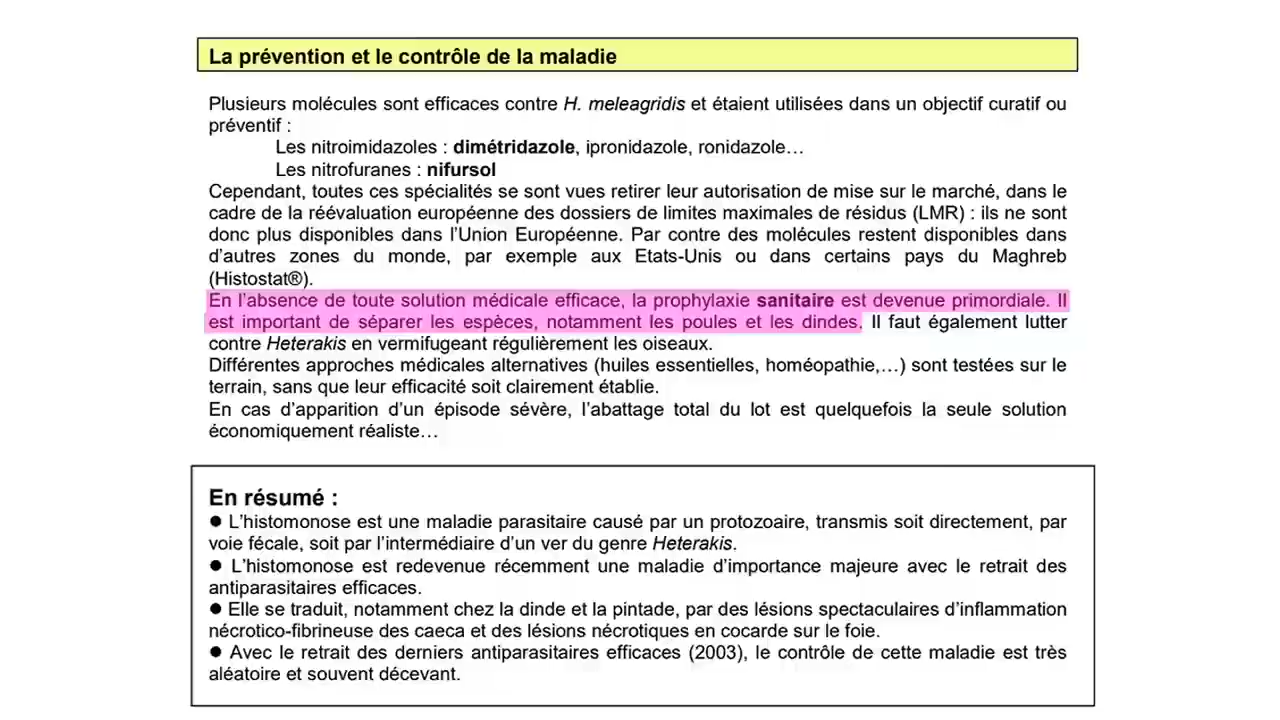 La prévention et le contrôle de la maladie
Plusieurs molécules sont efficaces contre H. meleagridis et étaient utilisées dans un objectif curatif ou
préventif :
Les nitroimidazoles : dimétridazole, ipronidazole, ronidazole…
Les nitrofuranes : nifursol
Cependant, toutes ces spécialités se sont vues retirer leur autorisation de mise sur le marché, dans le
cadre de la réévaluation européenne des dossiers de limites maximales de résidus (LMR) : ils ne sont
donc plus disponibles dans l’Union Européenne. Par contre des molécules restent disponibles dans
d’autres zones du monde, par exemple aux Etats-Unis ou dans certains pays du Maghreb
(Histostat®).
En l’absence de toute solution médicale efficace, la prophylaxie sanitaire est devenue primordiale. Il
est important de séparer les espèces, notamment les poules et les dindes. Il faut également lutter
contre Heterakis en vermifugeant régulièrement les oiseaux.
Différentes approches médicales alternatives (huiles essentielles, homéopathie,…) sont testées sur le
terrain, sans que leur efficacité soit clairement établie.
En cas d’apparition d’un épisode sévère, l’abattage total du lot est quelquefois la seule solution
économiquement réaliste…
En résumé :
● L’histomonose est une maladie parasitaire causé par un protozoaire, transmis soit directement, par
voie fécale, soit par l’intermédiaire d’un ver du genre Heterakis.
● L’histomonose est redevenue récemment une maladie d’importance majeure avec le retrait des
antiparasitaires efficaces.
● Elle se traduit, notamment chez la dinde et la pintade, par des lésions spectaculaires d’inflammation
nécrotico-fibrineuse des caeca et des lésions nécrotiques en cocarde sur le foie.
● Avec le retrait des derniers antiparasitaires efficaces (2003), le contrôle de cette maladie est très
aléatoire et souvent décevant.